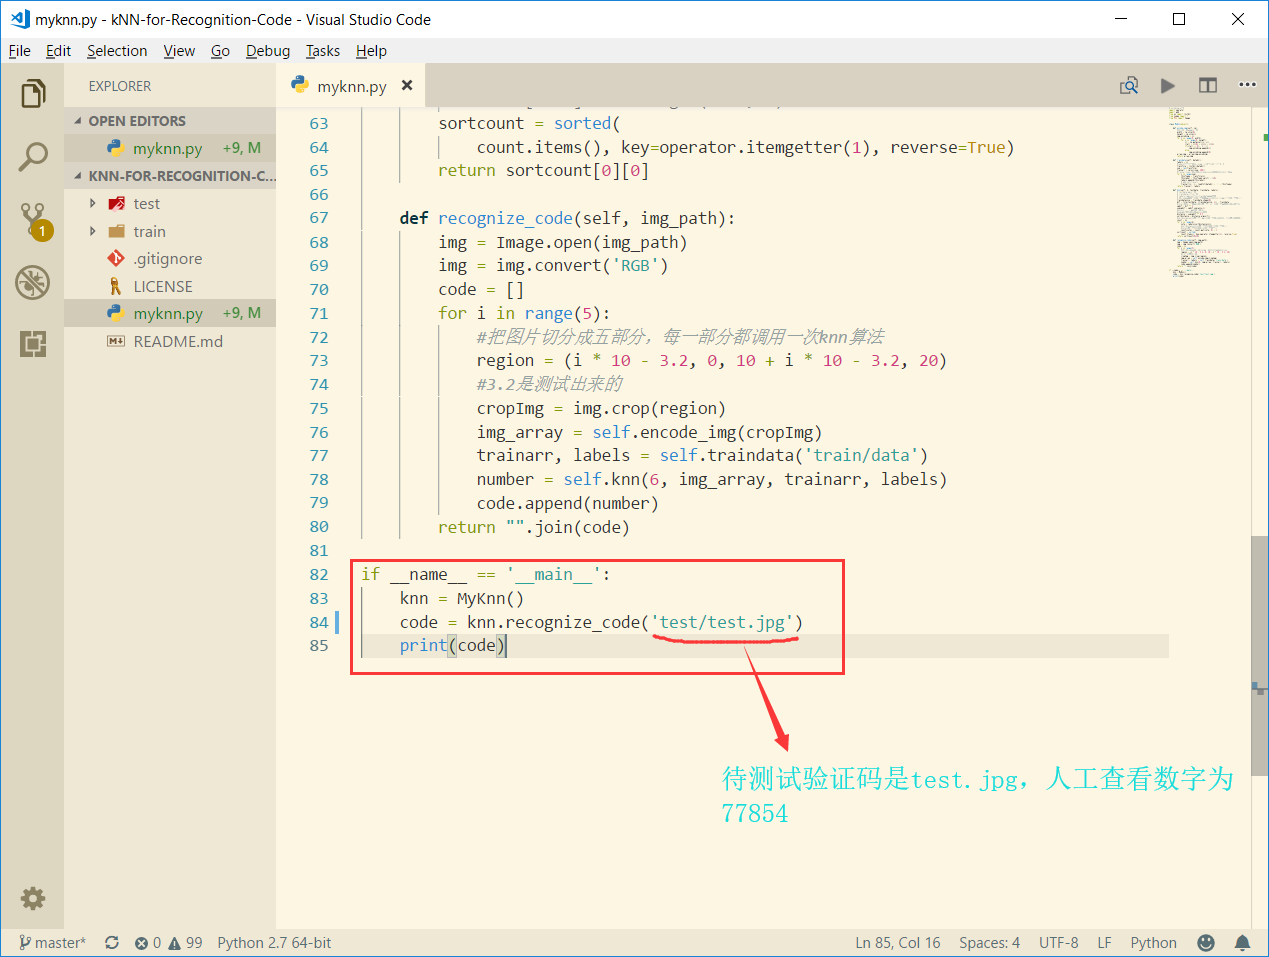 myknn.py - kNN-for-Recognition-Code - Visual Studio Code
File Edit Selection View Go Debug Tasks Help
EXPLORER
myknn.py
OPEN EDITORS
myknn.py +9, M
KNN-FOR-RECOGNITION-C...
test
train
.gitignore
LICENSE
myknn.py +9, M
README.md
1
63 sortcount = sorted(
64 count.items(), key=operator.itemgetter(1), reverse=True)
65 return sortcount[0][0]
66
67 def recognize_code(self, img_path):
68 img = Image.open(img_path)
69 img = img.convert('RGB')
70 code = []
71 for i in range(5):
72 #把图片切分成五部分，每一部分都调用一次knn算法
73 region = (i * 10 - 3.2, 0, 10 + i * 10 - 3.2, 20)
74 #3.2是测试出来的
75 cropImg = img.crop(region)
76 img_array = self.encode_img(cropImg)
77 trainarr, labels = self.traindata('train/data')
78 number = self.knn(6, img_array, trainarr, labels)
79 code.append(number)
80 return "".join(code)
81
82 if __name__ == '__main__':
83 knn = MyKnn()
84 code = knn.recognize_code('test/test.jpg')
85 print(code)
待测试验证码是test.jpg，人工查看数字为
77854
master* 0 99 Python 2.7 64-bit Ln 85, Col 16 Spaces: 4 UTF-8 LF Python